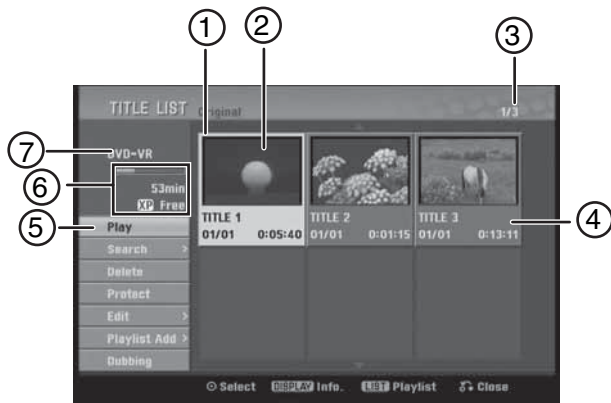 1
2
3
TITLE LIST Original 1/3
7
DVD-VR
6
53min
XP Free
5
Play
Search >
Delete
Protect
Edit >
Playlist Add >
Dubbing
TITLE 1
01/01 0:05:40
TITLE 2
01/01 0:01:15
TITLE 3
01/01 0:13:11
4
Select DISPLAY Info. LIST Playlist Close